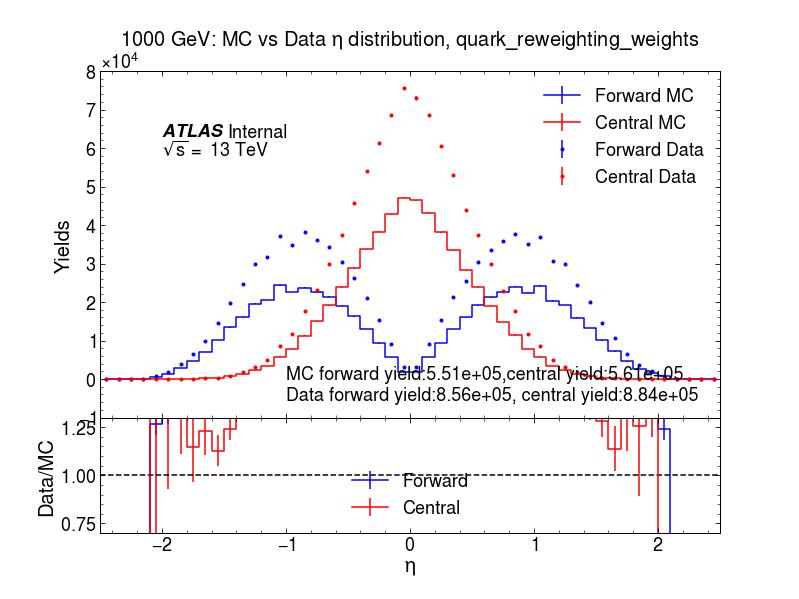 1000 GeV: MC vs Data η distribution, quark_reweighting_weights
×10⁴
8
7
6
5
4
3
2
1
0
−1
Yields
ATLAS Internal
√s = 13 TeV
Forward MC
Central MC
Forward Data
Central Data
MC forward yield:5.51e+05,central yield:5.61e+05
Data forward yield:8.56e+05, central yield:8.84e+05
1.25
1.00
0.75
Data/MC
Forward
Central
−2 −1 0 1 2
η